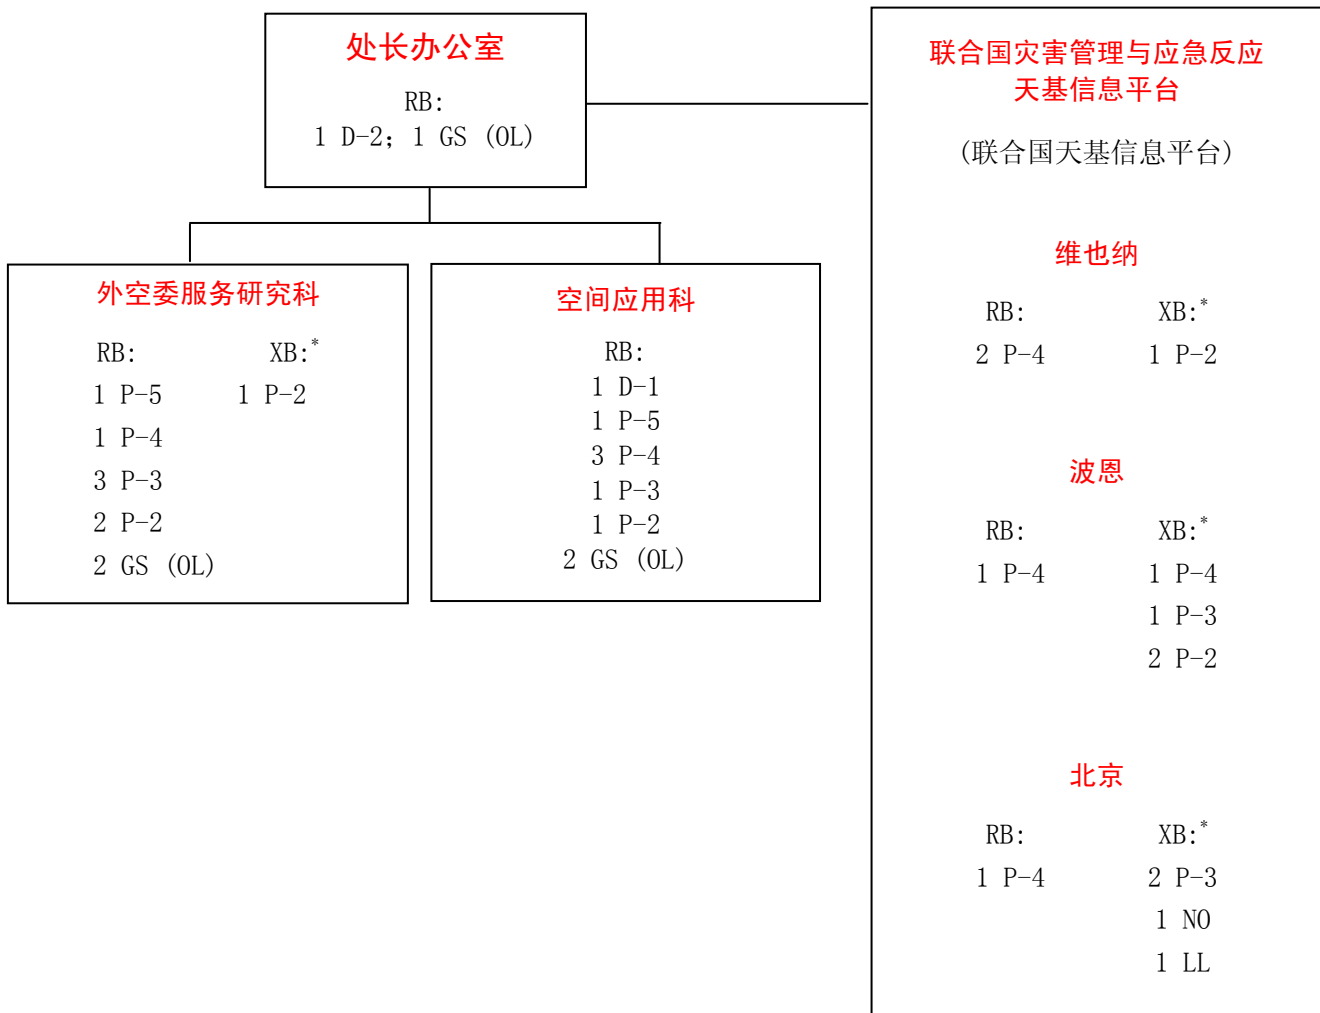 处长办公室
RB:
1 D-2; 1 GS (OL)
外空委服务研究科
RB: XB:*
1 P-5 1 P-2
1 P-4
3 P-3
2 P-2
2 GS (OL)
空间应用科
RB:
1 D-1
1 P-5
3 P-4
1 P-3
1 P-2
2 GS (OL)
联合国灾害管理与应急反应
天基信息平台
(联合国天基信息平台)
维也纳
RB: XB:*
2 P-4 1 P-2
波恩
RB: XB:*
1 P-4 1 P-4
1 P-3
2 P-2
北京
RB: XB:*
1 P-4 2 P-3
1 NO
1 LL